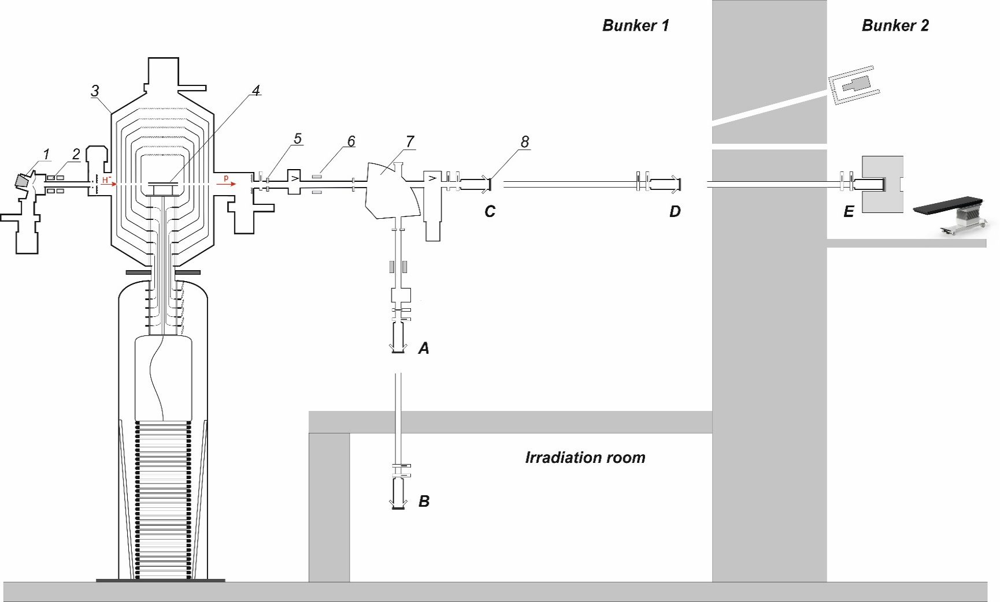 Bunker 1
Bunker 2
3
4
5
6
7
8
1
2
H⁻
p
C
D
E
A
Irradiation room
B